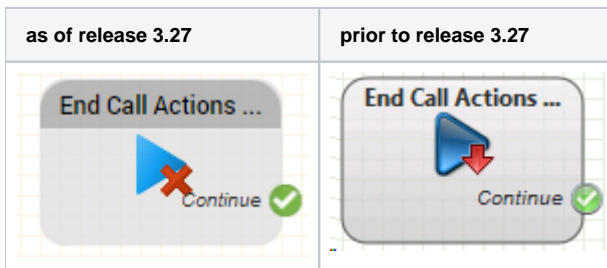 as of release 3.27
prior to release 3.27
End Call Actions ...
Continue
End Call Actions ...
Continue